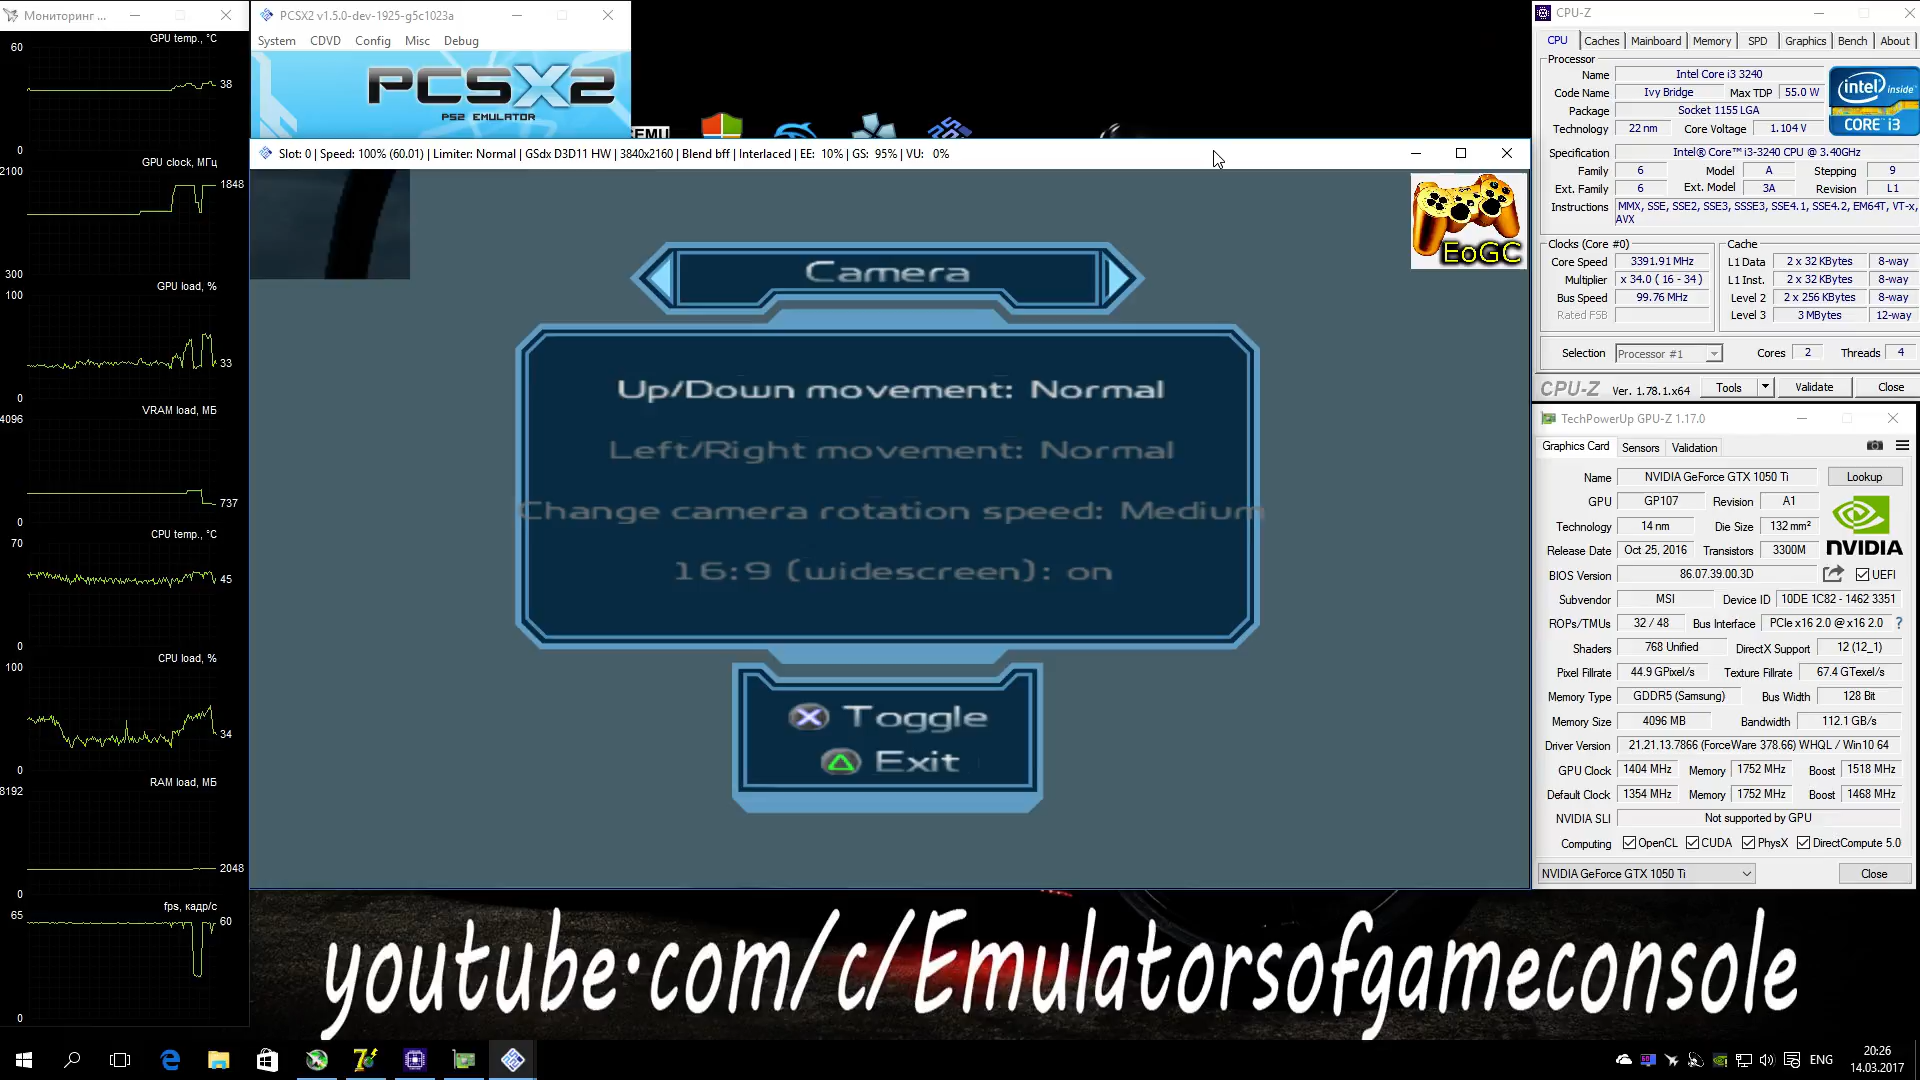 Мониторинг ...
GPU temp., °C
60
38
0
GPU clock, МГц
2100
1848
300
GPU load, %
100
33
0
VRAM load, МБ
4096
737
0
CPU temp., °C
70
45
0
CPU load, %
100
34
0
RAM load, МБ
8192
2048
0
fps, кадр/с
65
60
0
PCSX2 v1.5.0-dev-1925-g5c1023a
System CDVD Config Misc Debug
PCSX2
PS2 EMULATOR
CEMU
Slot: 0 | Speed: 100% (60.01) | Limiter: Normal | GSdx D3D11 HW | 3840x2160 | Blend bff | Interlaced | EE: 10% | GS: 95% | VU: 0%
EoGC
Camera
Up/Down movement: Normal
Left/Right movement: Normal
Change camera rotation speed: Medium
16:9 (widescreen): on
Toggle
Exit
CPU-Z
CPU Caches Mainboard Memory SPD Graphics Bench About
Processor
Name Intel Core i3 3240
Code Name Ivy Bridge Max TDP 55.0 W
Package Socket 1155 LGA
Technology 22 nm Core Voltage 1.104 V
intel inside™
CORE i3
Specification Intel® Core™ i3-3240 CPU @ 3.40GHz
Family 6 Model A Stepping 9
Ext. Family 6 Ext. Model 3A Revision L1
Instructions MMX, SSE, SSE2, SSE3, SSSE3, SSE4.1, SSE4.2, EM64T, VT-x,
AVX
Clocks (Core #0) Cache
Core Speed 3391.91 MHz L1 Data 2 x 32 KBytes 8-way
Multiplier x 34.0 ( 16 - 34 ) L1 Inst. 2 x 32 KBytes 8-way
Bus Speed 99.76 MHz Level 2 2 x 256 KBytes 8-way
Rated FSB Level 3 3 MBytes 12-way
Selection Processor #1 Cores 2 Threads 4
CPU-Z Ver. 1.78.1.x64 Tools Validate Close
TechPowerUp GPU-Z 1.17.0
Graphics Card Sensors Validation
Name NVIDIA GeForce GTX 1050 Ti Lookup
GPU GP107 Revision A1
Technology 14 nm Die Size 132 mm²
Release Date Oct 25, 2016 Transistors 3300M
NVIDIA
BIOS Version 86.07.39.00.3D UEFI
Subvendor MSI Device ID 10DE 1C82 - 1462 3351
ROPs/TMUs 32 / 48 Bus Interface PCIe x16 2.0 @ x16 2.0 ?
Shaders 768 Unified DirectX Support 12 (12_1)
Pixel Fillrate 44.9 GPixel/s Texture Fillrate 67.4 GTexel/s
Memory Type GDDR5 (Samsung) Bus Width 128 Bit
Memory Size 4096 MB Bandwidth 112.1 GB/s
Driver Version 21.21.13.7866 (ForceWare 378.66) WHQL / Win10 64
GPU Clock 1404 MHz Memory 1752 MHz Boost 1518 MHz
Default Clock 1354 MHz Memory 1752 MHz Boost 1468 MHz
NVIDIA SLI Not supported by GPU
Computing OpenCL CUDA PhysX DirectCompute 5.0
NVIDIA GeForce GTX 1050 Ti Close
youtube.com/c/Emulatorsofgameconsole
ENG
20:26
14.03.2017